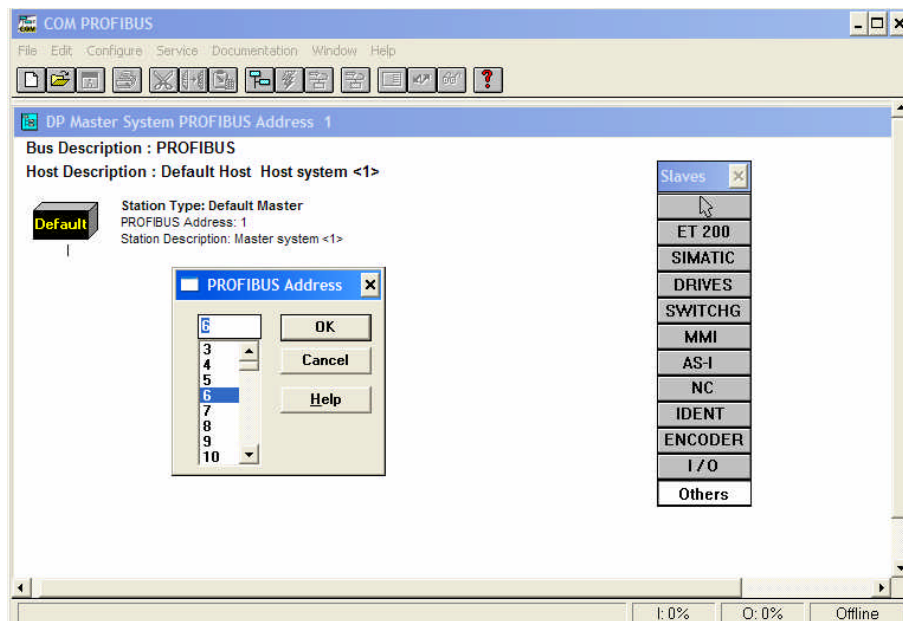 COM PROFIBUS
File Edit Configure Service Documentation Window Help
DP Master System PROFIBUS Address 1
Bus Description : PROFIBUS
Host Description : Default Host Host system <1>
Default
Station Type: Default Master
PROFIBUS Address: 1
Station Description: Master system <1>
PROFIBUS Address
6
3
4
5
6
7
8
9
10
OK
Cancel
Help
Slaves
ET 200
SIMATIC
DRIVES
SWITCHG
MMI
AS-I
NC
IDENT
ENCODER
I/O
Others
I: 0% O: 0% Offline